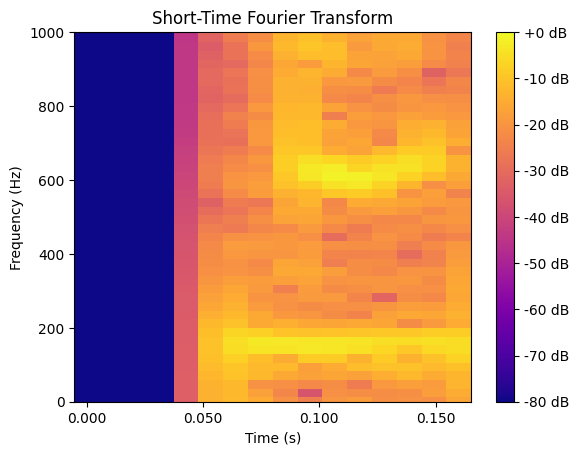 Short-Time Fourier Transform
1000
800
600
400
200
0
Frequency (Hz)
0.000
0.050
0.100
0.150
Time (s)
+0 dB
-10 dB
-20 dB
-30 dB
-40 dB
-50 dB
-60 dB
-70 dB
-80 dB